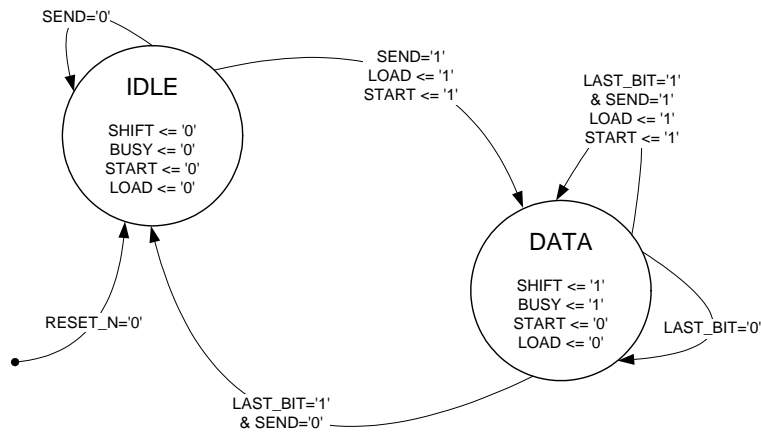 SEND='0'
IDLE
SHIFT <= '0'
BUSY <= '0'
START <= '0'
LOAD <= '0'
SEND='1'
LOAD <= '1'
START <= '1'
LAST_BIT='1'
& SEND='1'
LOAD <= '1'
START <= '1'
DATA
SHIFT <= '1'
BUSY <= '1'
START <= '0'
LOAD <= '0'
RESET_N='0'
LAST_BIT='0'
LAST_BIT='1'
& SEND='0'